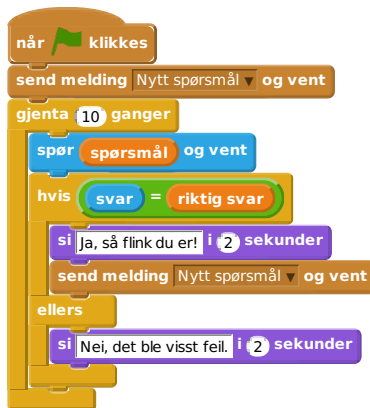 når klikkes
send melding Nytt spørsmål og vent
gjenta 10 ganger
spør spørsmål og vent
hvis svar = riktig svar
si Ja, så flink du er! i 2 sekunder
send melding Nytt spørsmål og vent
ellers
si Nei, det ble visst feil. i 2 sekunder